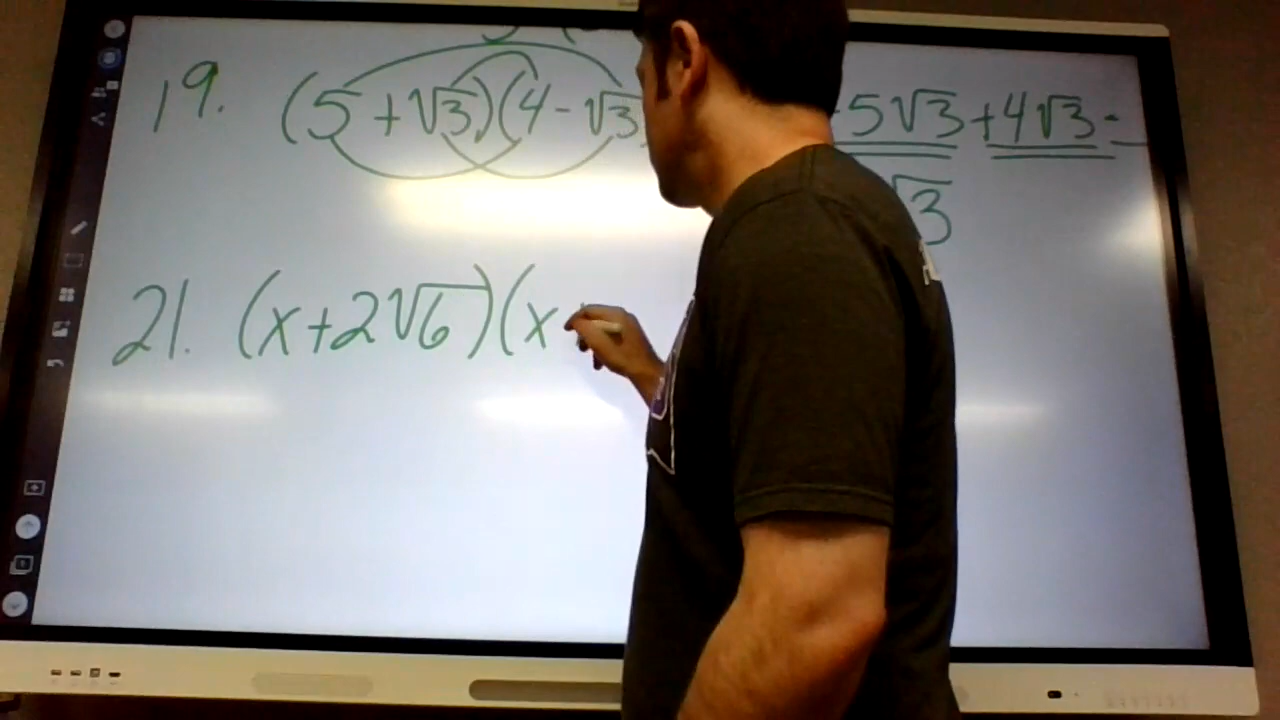 19. (5 + √3)(4 - √3 5√3 + 4√3 -
√3
21. (x + 2√6)(x